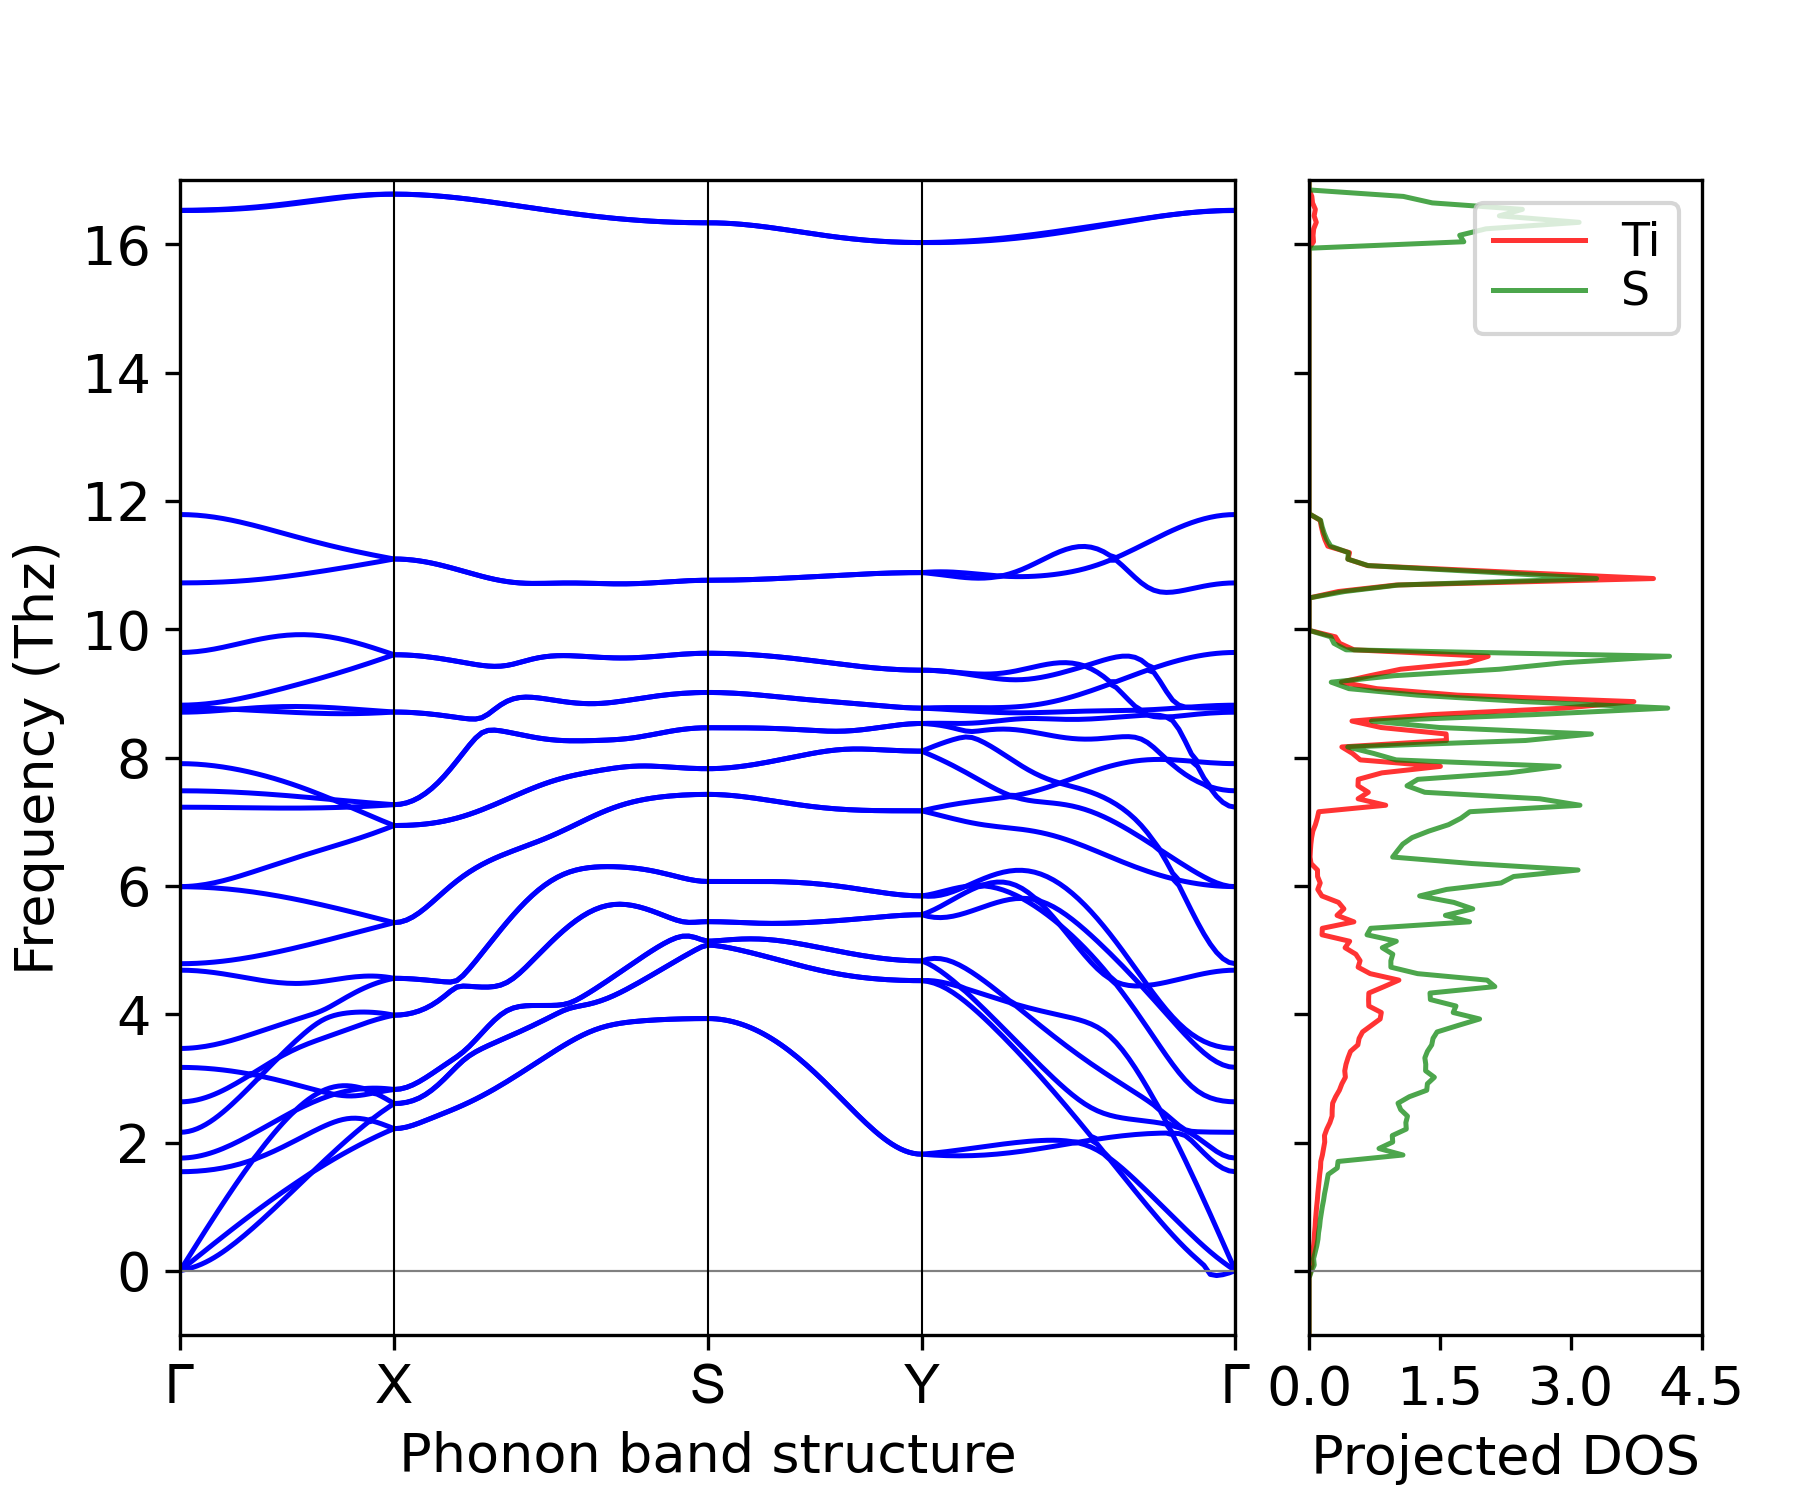 Frequency (Thz)
16
14
12
10
8
6
4
2
0
Γ X S Y Γ
Phonon band structure
Ti
S
0.0 1.5 3.0 4.5
Projected DOS